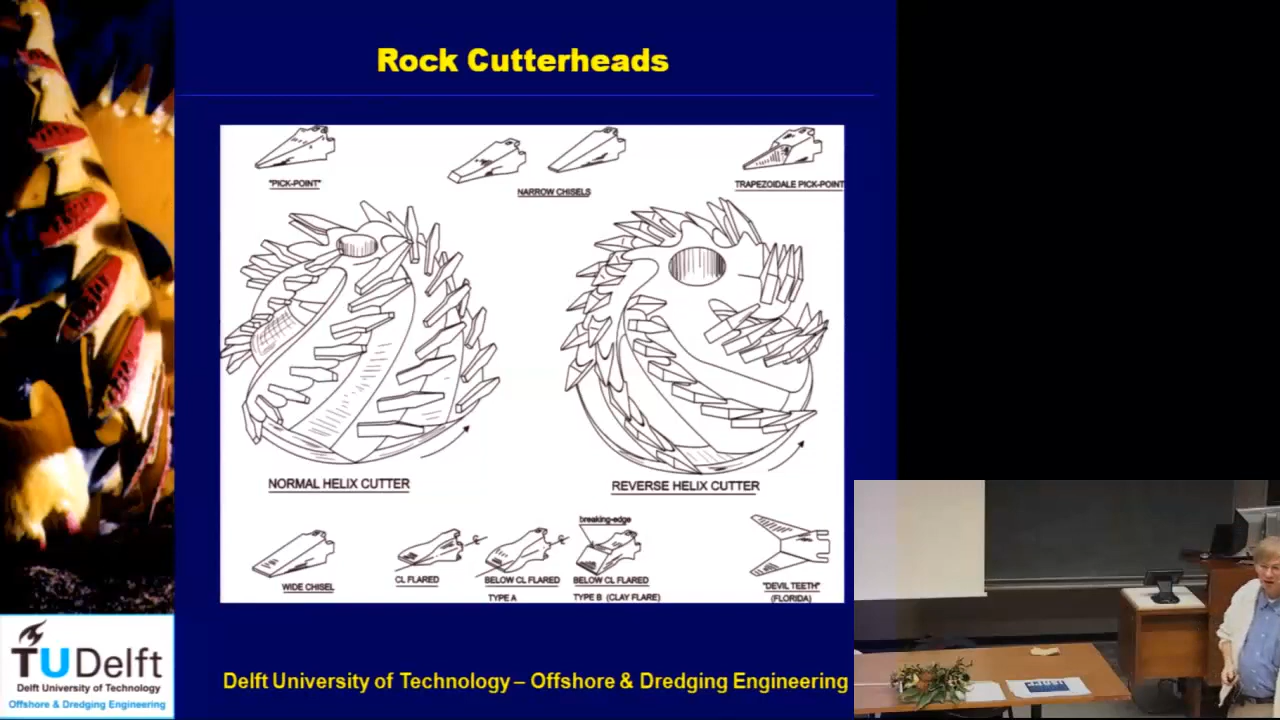 Rock Cutterheads
"PICK-POINT"
NARROW CHISELS
TRAPEZOIDALE PICK-POINT
NORMAL HELIX CUTTER
REVERSE HELIX CUTTER
breaking-edge
WIDE CHISEL
CL FLARED
BELOW CL FLARED
TYPE A
BELOW CL FLARED
TYPE B (CLAY FLARE)
"DEVIL TEETH"
(FLORIDA)
TU Delft
Delft University of Technology
Offshore & Dredging Engineering
Delft University of Technology – Offshore & Dredging Engineering